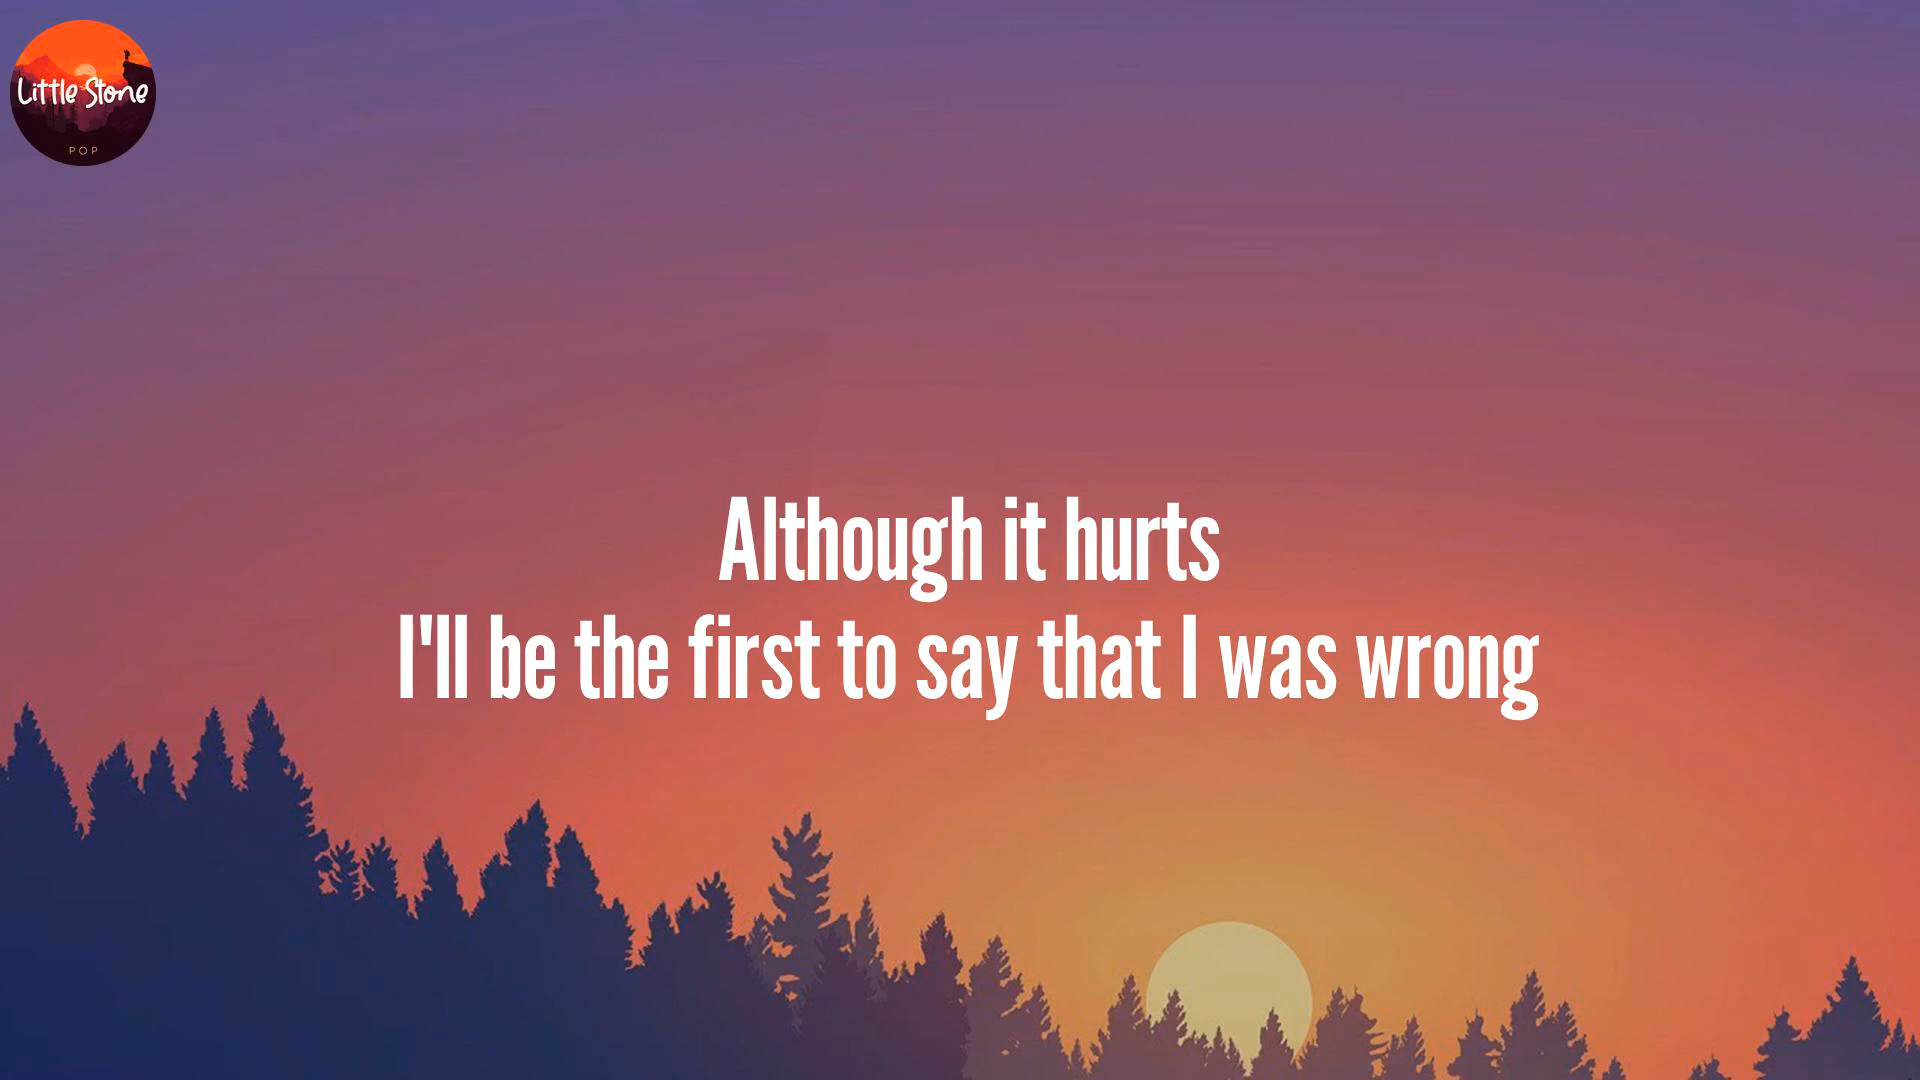 Little Stone
POP
Although it hurts
I'll be the first to say that I was wrong